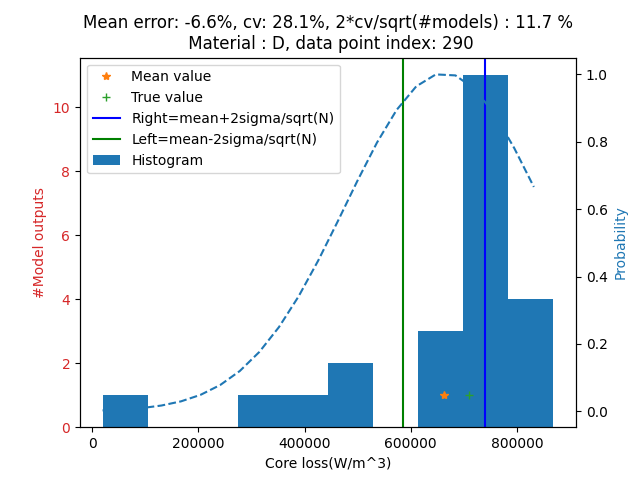 Mean error: -6.6%, cv: 28.1%, 2*cv/sqrt(#models) : 11.7 %
Material : D, data point index: 290
Mean value
True value
Right=mean+2sigma/sqrt(N)
Left=mean-2sigma/sqrt(N)
Histogram
#Model outputs
10
8
6
4
2
0
1.0
0.8
0.6
0.4
0.2
0.0
Probability
0 200000 400000 600000 800000
Core loss(W/m^3)